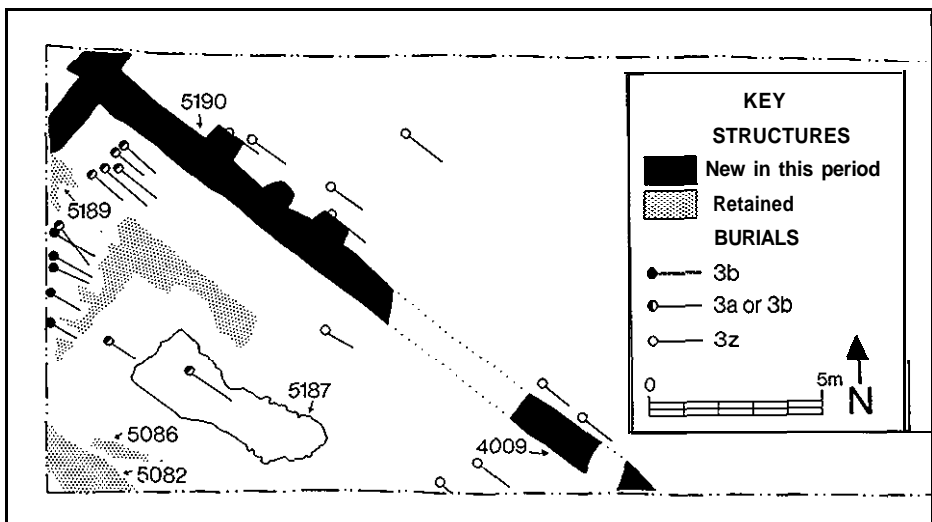 5190
5189
5187
5086
5082
4009
KEY
STRUCTURES
New in this period
Retained
BURIALS
3b
3a or 3b
3z
0 5m
N